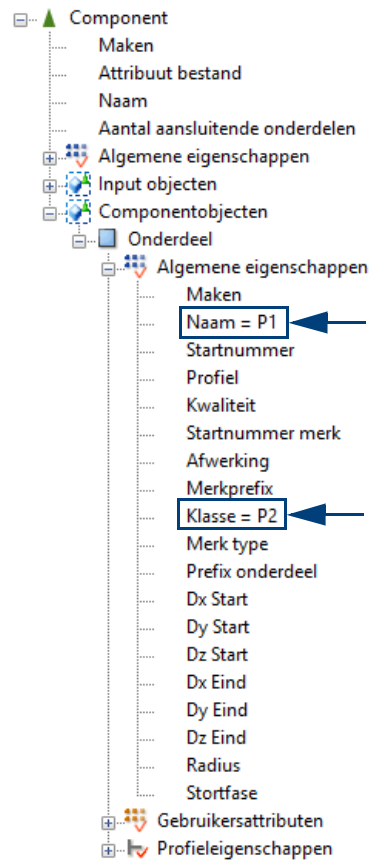 Component
Maken
Attribuut bestand
Naam
Aantal aansluitende onderdelen
Algemene eigenschappen
Input objecten
Componentobjecten
Onderdeel
Algemene eigenschappen
Maken
Naam = P1
Startnummer
Profiel
Kwaliteit
Startnummer merk
Afwerking
Merkprefix
Klasse = P2
Merk type
Prefix onderdeel
Dx Start
Dy Start
Dz Start
Dx Eind
Dy Eind
Dz Eind
Radius
Stortfase
Gebruikersattributen
Profieleigenschappen